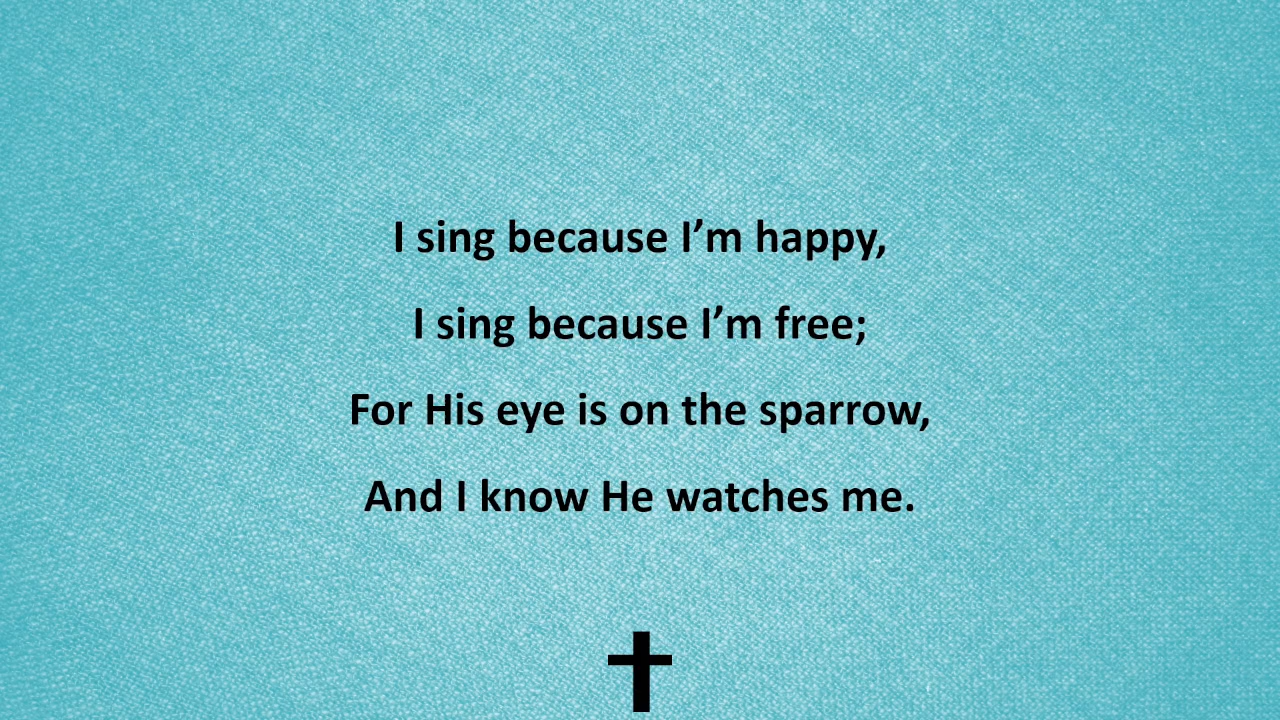 I sing because I’m happy,
I sing because I’m free;
For His eye is on the sparrow,
And I know He watches me.